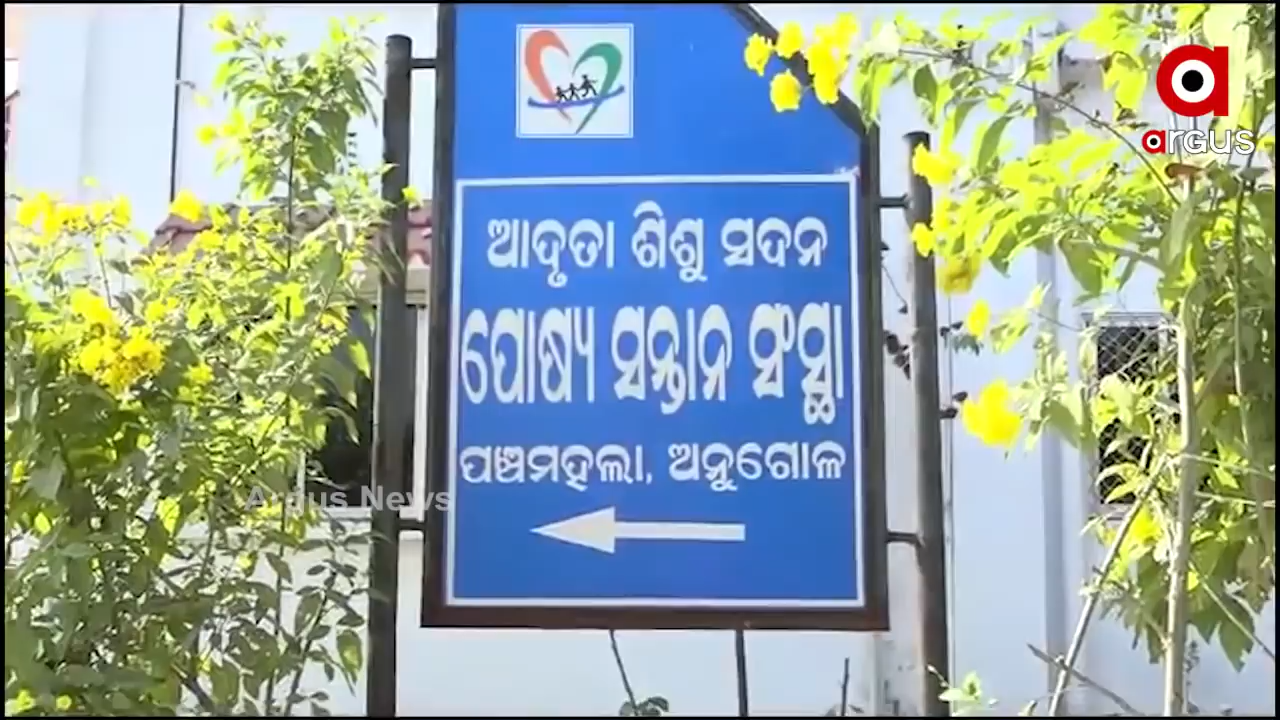 argus
ଆଦୃତା ଶିଶୁ ସଦନ
ପୋଷ୍ୟ ସନ୍ତାନ ସଂସ୍ଥା
ପଞ୍ଚମହଲା, ଅନୁଗୋଳ
Argus News